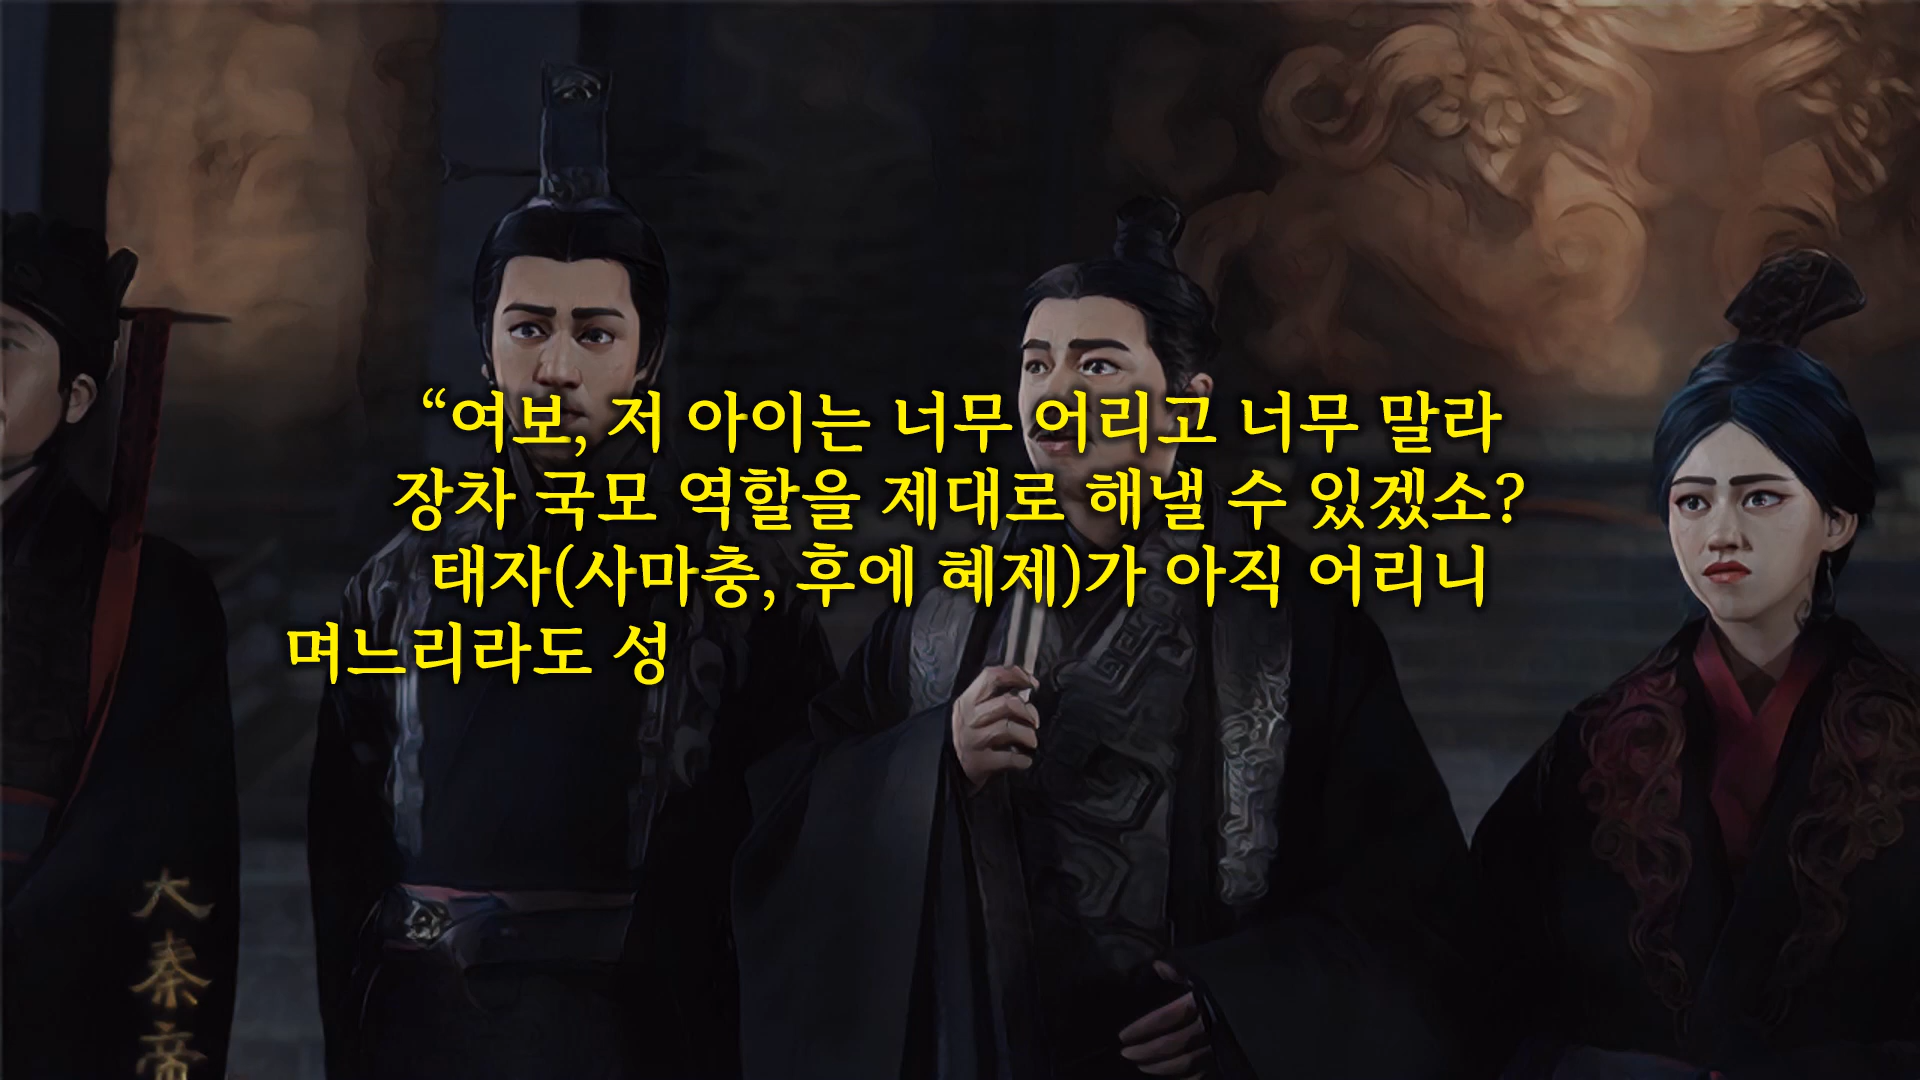 “여보, 저 아이는 너무 어리고 너무 말라
장차 국모 역할을 제대로 해낼 수 있겠소?
태자(사마충, 후에 혜제)가 아직 어리니
며느리라도 성
大
秦
帝